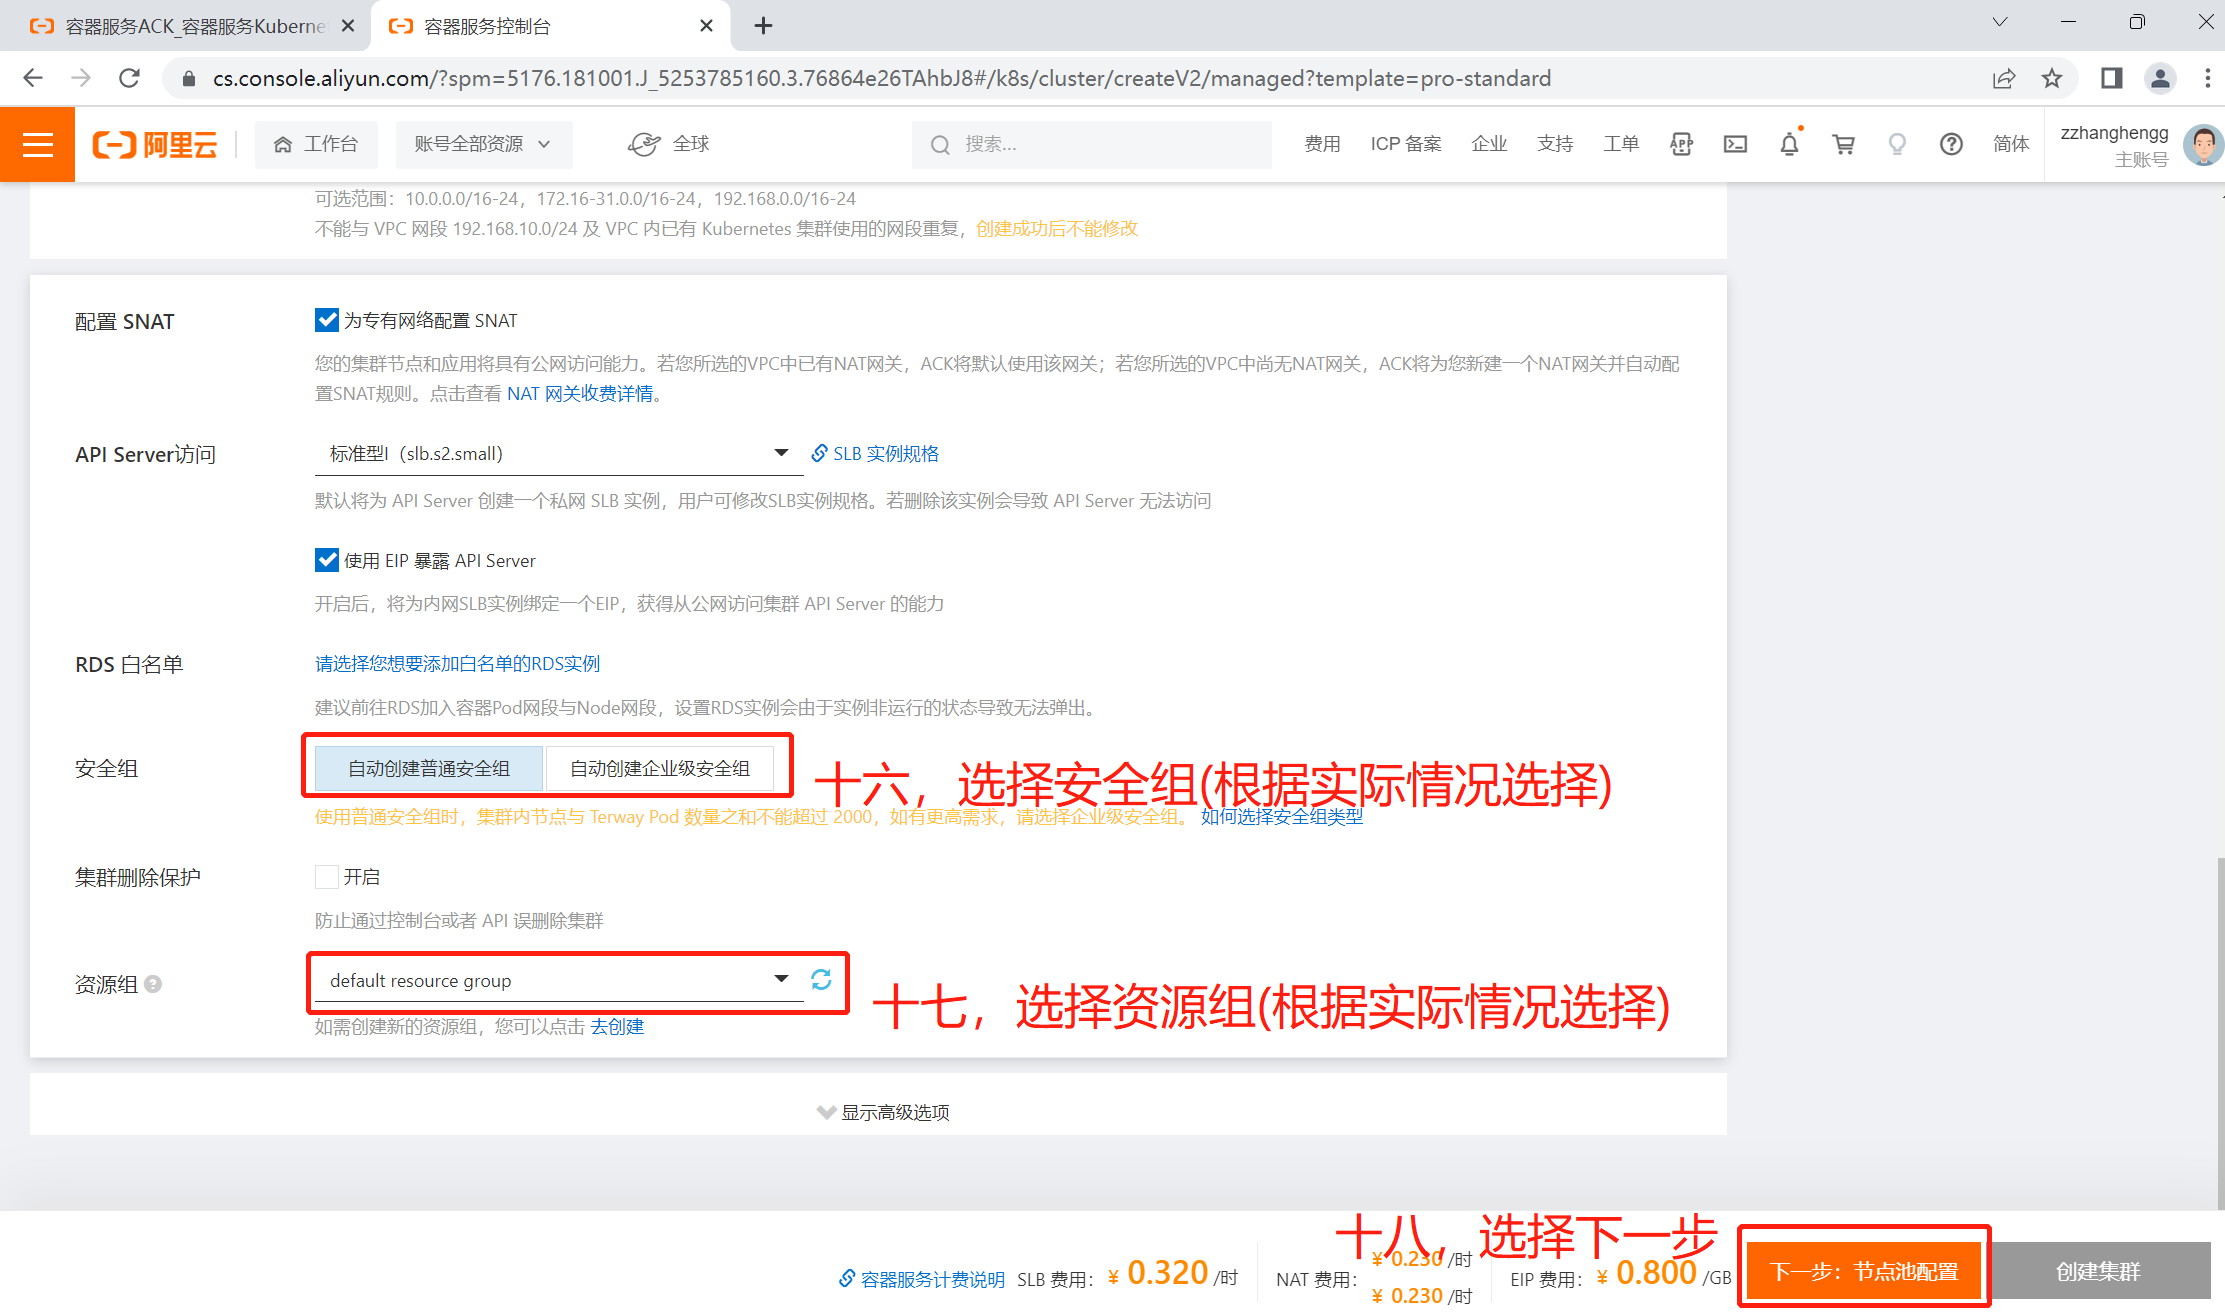 容器服务ACK_容器服务Kuberne
容器服务控制台
cs.console.aliyun.com/?spm=5176.181001.J_5253785160.3.76864e26TAhbJ8#/k8s/cluster/createV2/managed?template=pro-standard
阿里云
工作台
账号全部资源
全球
搜索...
费用
ICP 备案
企业
支持
工单
APP
简体
zzhanghengg
主账号
可选范围：10.0.0.0/16-24，172.16-31.0.0/16-24，192.168.0.0/16-24
不能与 VPC 网段 192.168.10.0/24 及 VPC 内已有 Kubernetes 集群使用的网段重复，创建成功后不能修改
配置 SNAT
为专有网络配置 SNAT
您的集群节点和应用将具有公网访问能力。若您所选的VPC中已有NAT网关，ACK将默认使用该网关；若您所选的VPC中尚无NAT网关，ACK将为您新建一个NAT网关并自动配
置SNAT规则。点击查看 NAT 网关收费详情。
API Server访问
标准型I（slb.s2.small）
SLB 实例规格
默认将为 API Server 创建一个私网 SLB 实例，用户可修改SLB实例规格。若删除该实例会导致 API Server 无法访问
使用 EIP 暴露 API Server
开启后，将为内网SLB实例绑定一个EIP，获得从公网访问集群 API Server 的能力
RDS 白名单
请选择您想要添加白名单的RDS实例
建议前往RDS加入容器Pod网段与Node网段，设置RDS实例会由于实例非运行的状态导致无法弹出。
安全组
自动创建普通安全组
自动创建企业级安全组
十六，选择安全组(根据实际情况选择)
使用普通安全组时，集群内节点与 Terway Pod 数量之和不能超过 2000，如有更高需求，请选择企业级安全组。 如何选择安全组类型
集群删除保护
开启
防止通过控制台或者 API 误删除集群
资源组
default resource group
十七，选择资源组(根据实际情况选择)
如需创建新的资源组，您可以点击 去创建
显示高级选项
十八，选择下一步
容器服务计费说明
SLB 费用：
¥ 0.320 /时
NAT 费用：
¥ 0.230 /时
¥ 0.230 /时
EIP 费用：
¥ 0.800 /GB
下一步：节点池配置
创建集群